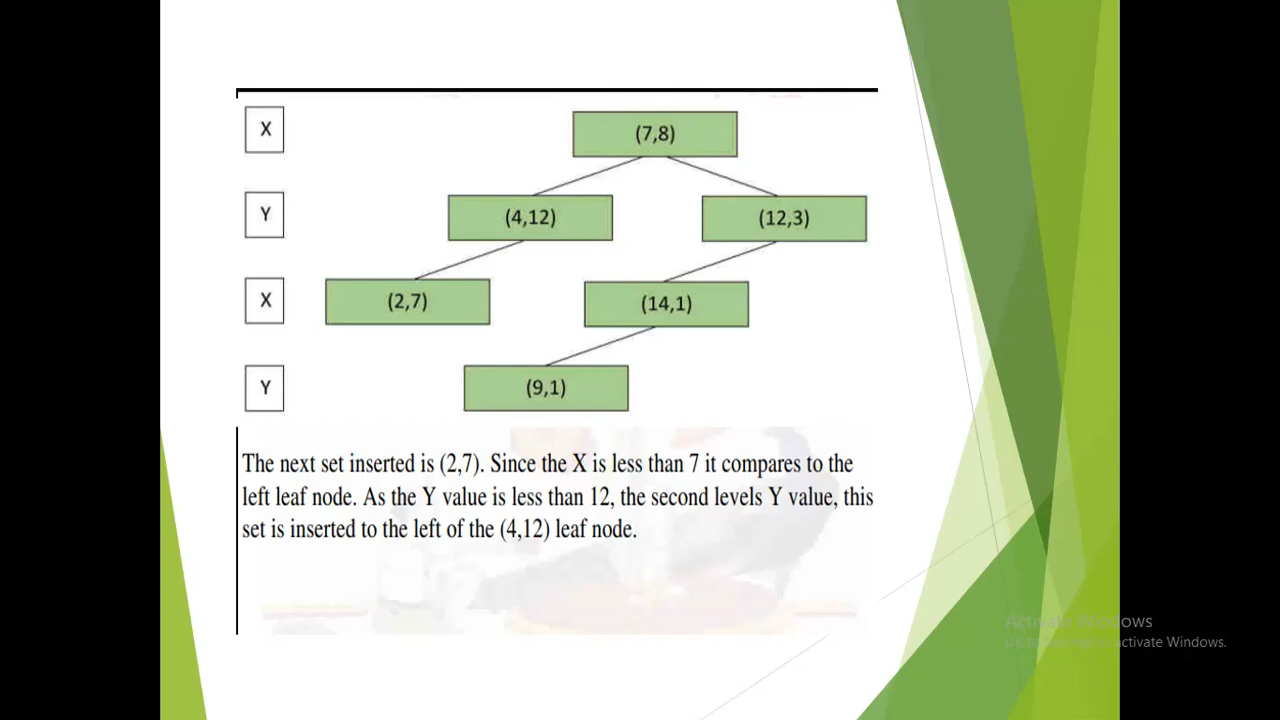 X
(7,8)
Y
(4,12)
(12,3)
X
(2,7)
(14,1)
Y
(9,1)
The next set inserted is (2,7). Since the X is less than 7 it compares to the
left leaf node. As the Y value is less than 12, the second levels Y value, this
set is inserted to the left of the (4,12) leaf node.
Activate Windows
Go to Settings to activate Windows.